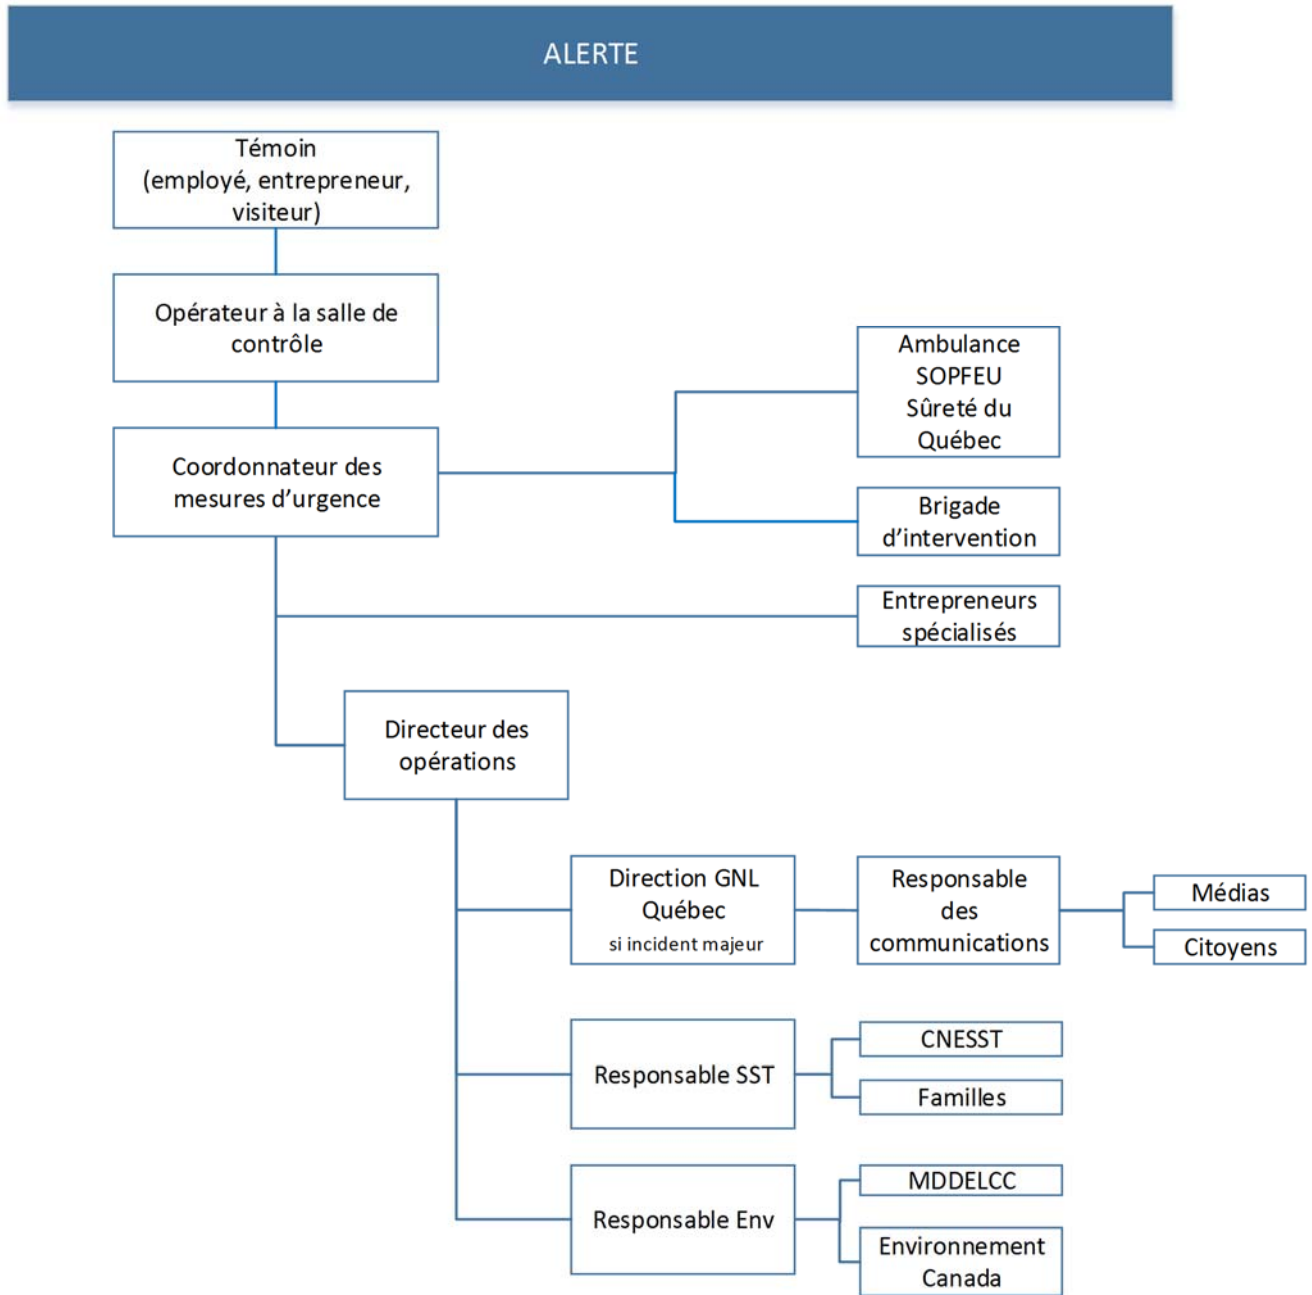 ALERTE
Témoin
(employé, entrepreneur,
visiteur)
Opérateur à la salle de
contrôle
Coordonnateur des
mesures d’urgence
Ambulance
SOPFEU
Sûreté du
Québec
Brigade
d’intervention
Entrepreneurs
spécialisés
Directeur des
opérations
Direction GNL
Québec
si incident majeur
Responsable
des
communications
Médias
Citoyens
Responsable SST
CNESST
Familles
Responsable Env
MDDELCC
Environnement
Canada